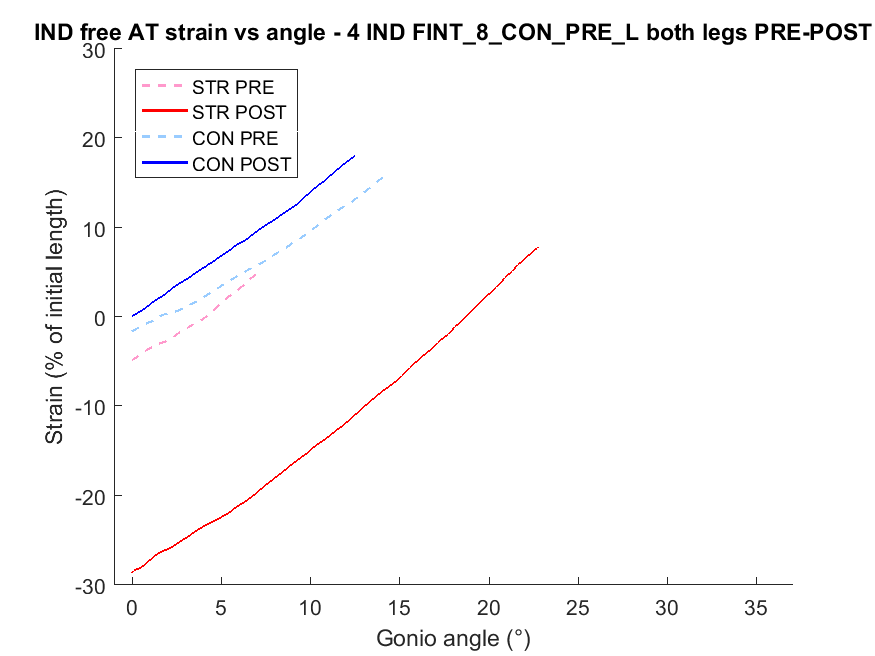 IND free AT strain vs angle - 4 IND FINT_8_CON_PRE_L both legs PRE-POST
30
20
10
0
-10
-20
-30
Strain (% of initial length)
STR PRE
STR POST
CON PRE
CON POST
0 5 10 15 20 25 30 35
Gonio angle (°)